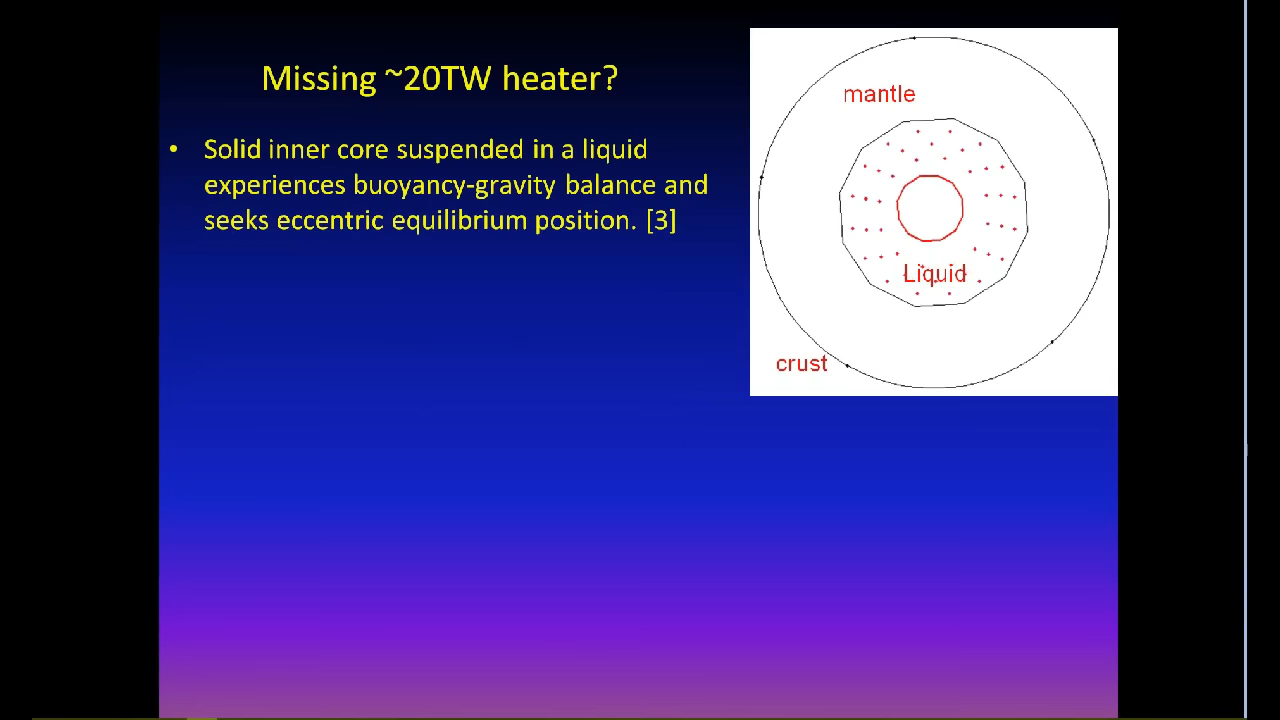 Missing ~20TW heater?
• Solid inner core suspended in a liquid
experiences buoyancy-gravity balance and
seeks eccentric equilibrium position. [3]
mantle
Liquid
crust